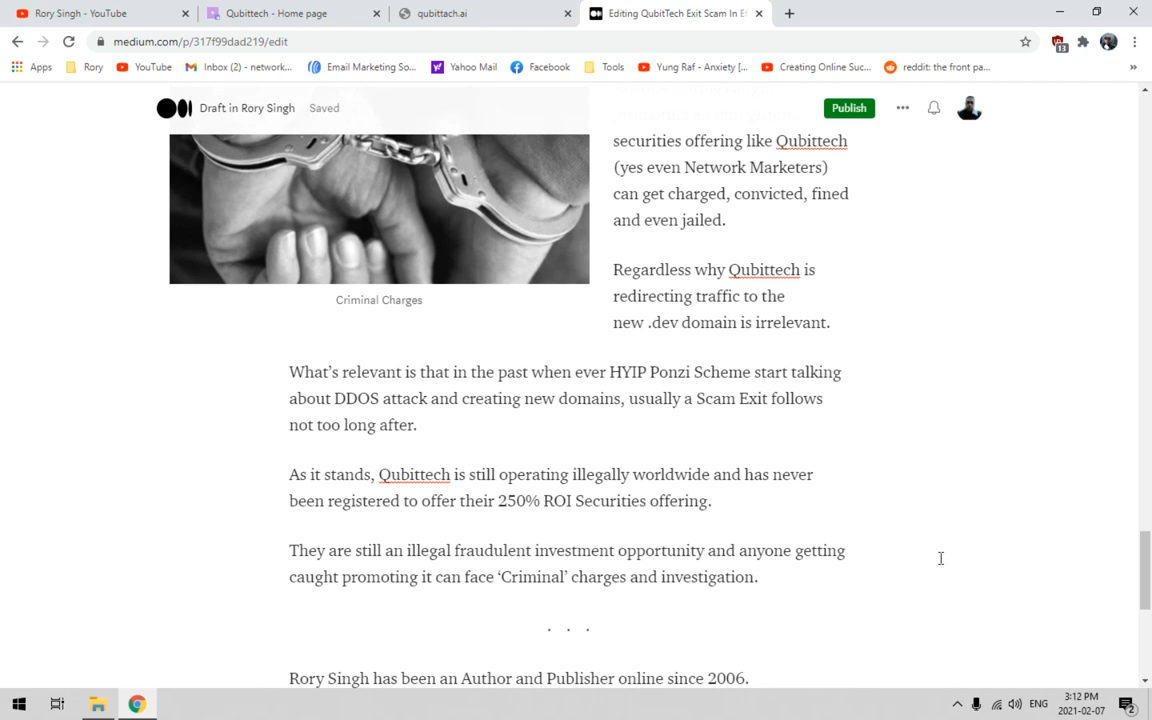 Rory Singh - YouTube
Qubittech - Home page
qubittach.ai
Editing QubitTech Exit Scam In Ef
medium.com/p/317f99dad219/edit
13
Apps
Rory
YouTube
Inbox (2) - network...
Email Marketing So...
Yahoo Mail
Facebook
Tools
Yung Raf - Anxiety [...
Creating Online Suc...
reddit: the front pa...
»
Draft in Rory Singh
Saved
Publish
securities offering like Qubittech
(yes even Network Marketers)
can get charged, convicted, fined
and even jailed.
Criminal Charges
Regardless why Qubittech is
redirecting traffic to the
new .dev domain is irrelevant.
What's relevant is that in the past when ever HYIP Ponzi Scheme start talking
about DDOS attack and creating new domains, usually a Scam Exit follows
not too long after.
As it stands, Qubittech is still operating illegally worldwide and has never
been registered to offer their 250% ROI Securities offering.
They are still an illegal fraudulent investment opportunity and anyone getting
caught promoting it can face ‘Criminal’ charges and investigation.
. . .
Rory Singh has been an Author and Publisher online since 2006.
ENG
3:12 PM
2021-02-07
2